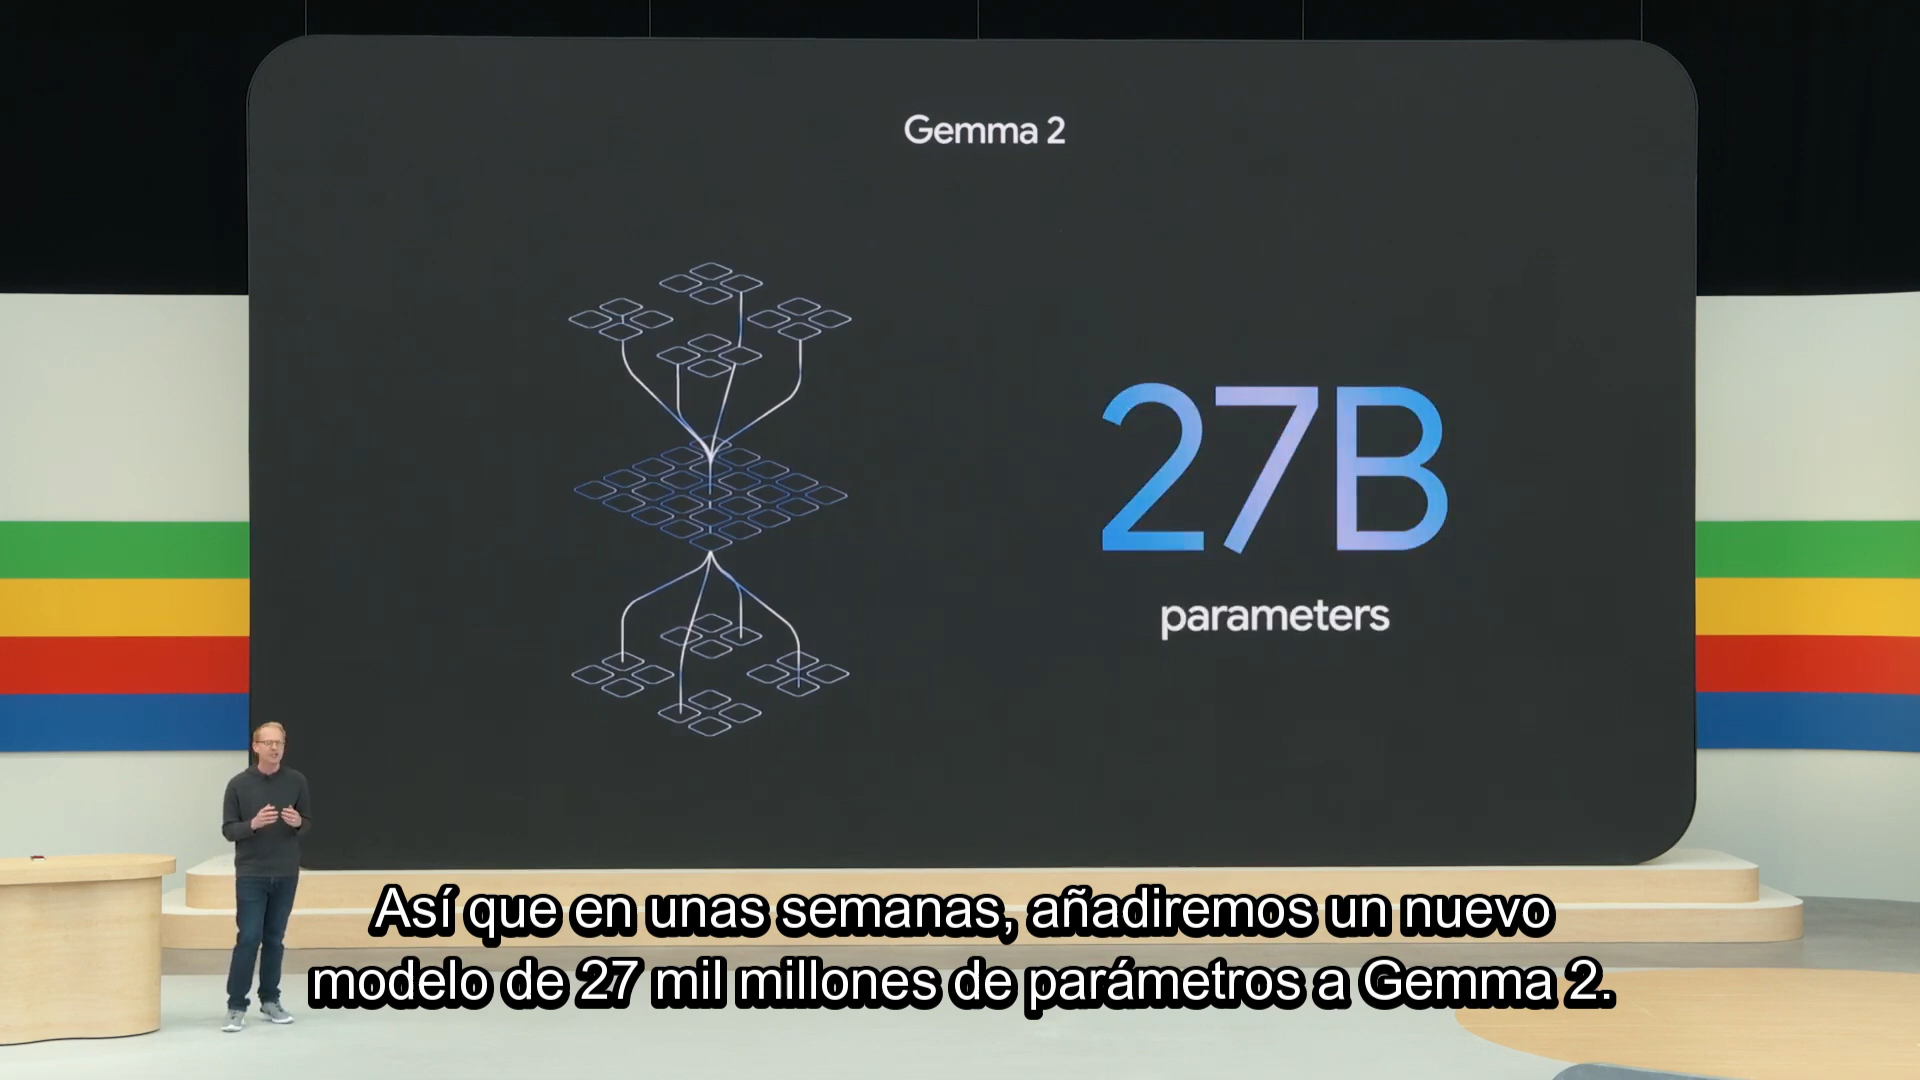 Gemma 2
27B
parameters
Así que en unas semanas, añadiremos un nuevo
modelo de 27 mil millones de parámetros a Gemma 2.